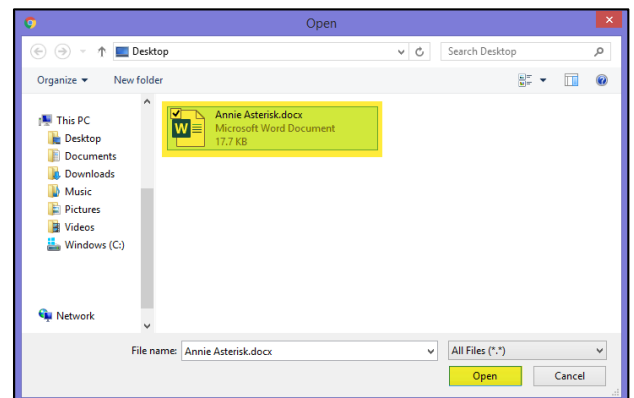 Open
Desktop
Search Desktop
Organize
New folder
This PC
Desktop
Documents
Downloads
Music
Pictures
Videos
Windows (C:)
Network
Annie Asterisk.docx
Microsoft Word Document
17.7 KB
File name: Annie Asterisk.docx
All Files (*.*)
Open Cancel